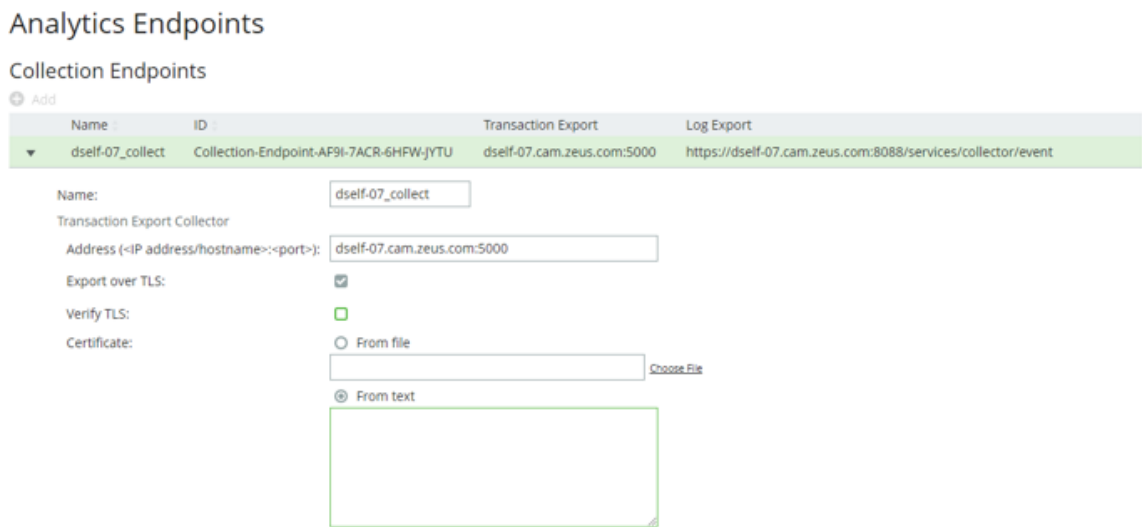 Analytics Endpoints
Collection Endpoints
Add
Name ID Transaction Export Log Export
dself-07_collect Collection-Endpoint-AF9I-7ACR-6HFW-JYTU dself-07.cam.zeus.com:5000 https://dself-07.cam.zeus.com:8088/services/collector/event
Name: dself-07_collect
Transaction Export Collector
Address (<IP address/hostname>:<port>): dself-07.cam.zeus.com:5000
Export over TLS:
Verify TLS:
Certificate: From file
Choose File
From text